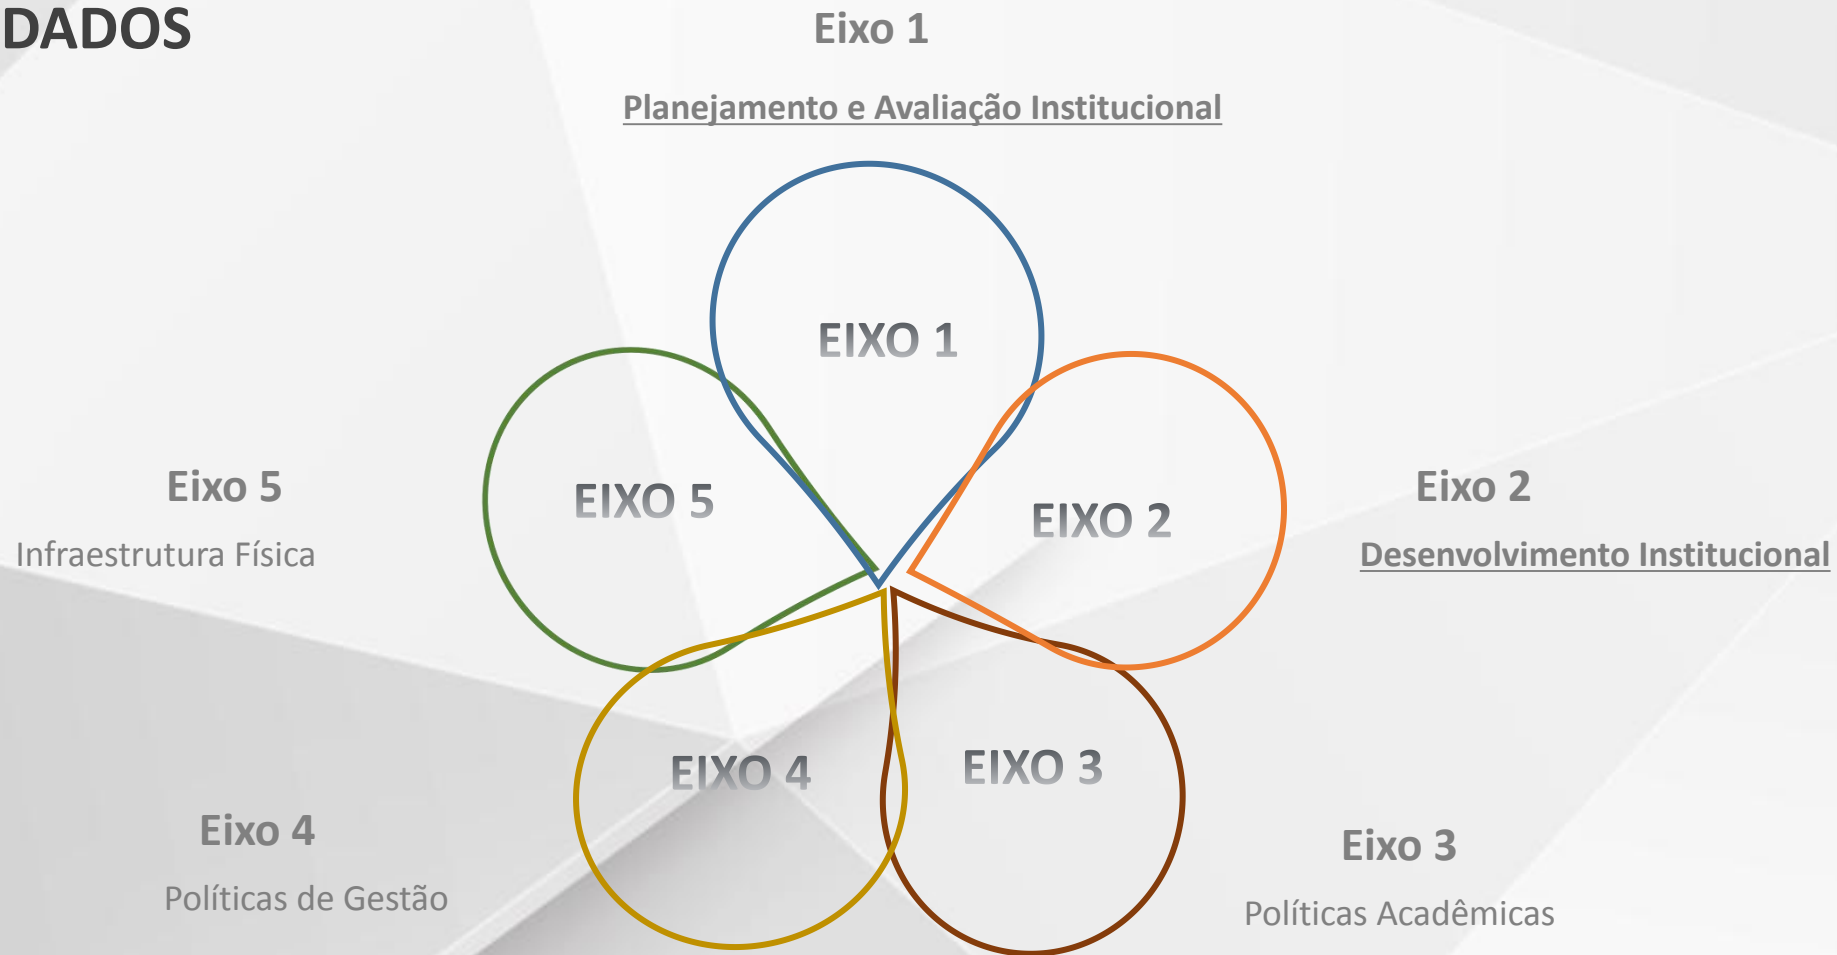 DADOS
Eixo 1
Planejamento e Avaliação Institucional
EIXO 1
EIXO 5
EIXO 2
Eixo 5
Infraestrutura Física
Eixo 2
Desenvolvimento Institucional
EIXO 4
EIXO 3
Eixo 4
Políticas de Gestão
Eixo 3
Políticas Acadêmicas